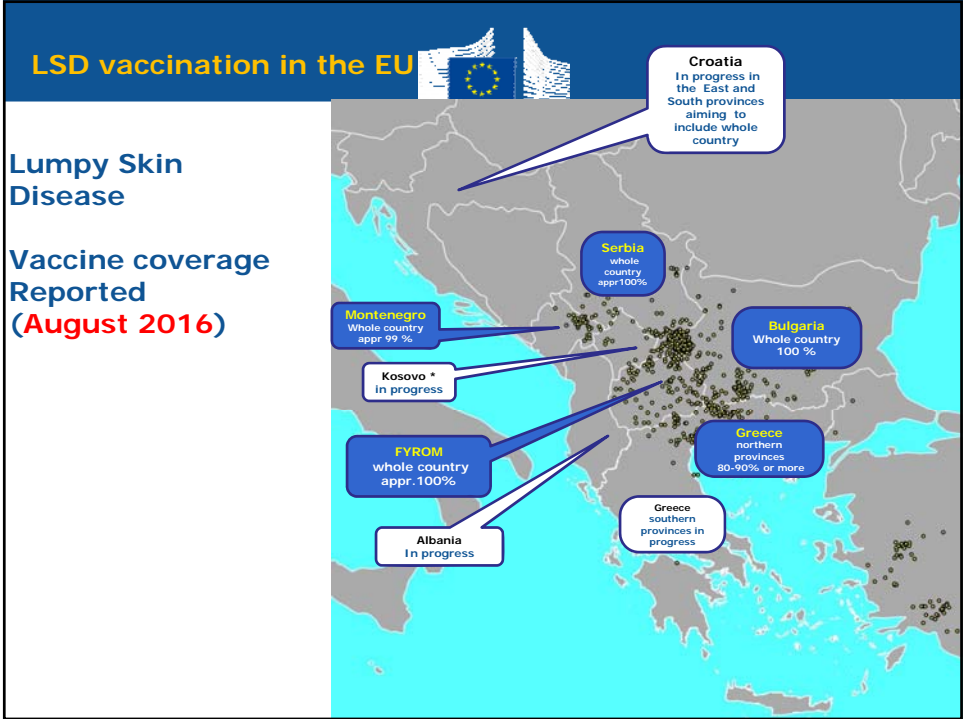 LSD vaccination in the EU
Lumpy Skin
Disease
Vaccine coverage
Reported
(August 2016)
Croatia
In progress in
the East and
South provinces
aiming to
include whole
country
Serbia
whole
country
appr100%
Montenegro
Whole country
appr 99 %
Bulgaria
Whole country
100 %
Kosovo *
in progress
FYROM
whole country
appr.100%
Greece
northern
provinces
80-90% or more
Albania
In progress
Greece
southern
provinces in
progress